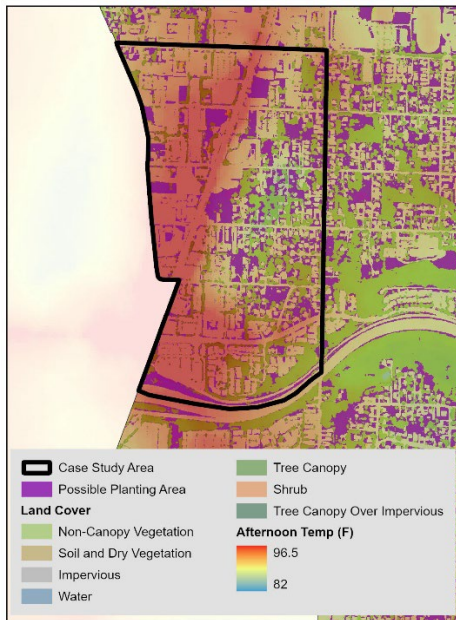 Case Study Area
Possible Planting Area
Land Cover
Non-Canopy Vegetation
Soil and Dry Vegetation
Impervious
Water
Tree Canopy
Shrub
Tree Canopy Over Impervious
Afternoon Temp (F)
96.5
82